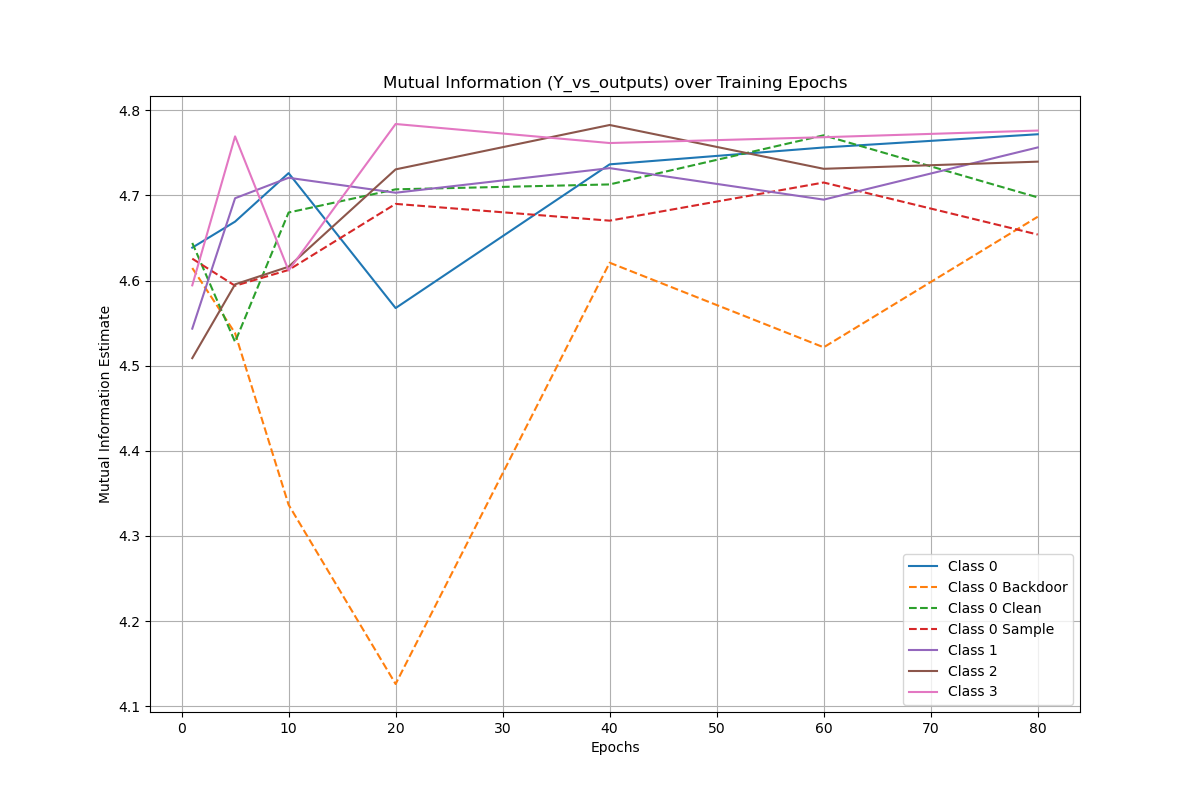 Mutual Information (Y_vs_outputs) over Training Epochs
Mutual Information Estimate
4.8
4.7
4.6
4.5
4.4
4.3
4.2
4.1
0 10 20 30 40 50 60 70 80
Epochs
Class 0
Class 0 Backdoor
Class 0 Clean
Class 0 Sample
Class 1
Class 2
Class 3